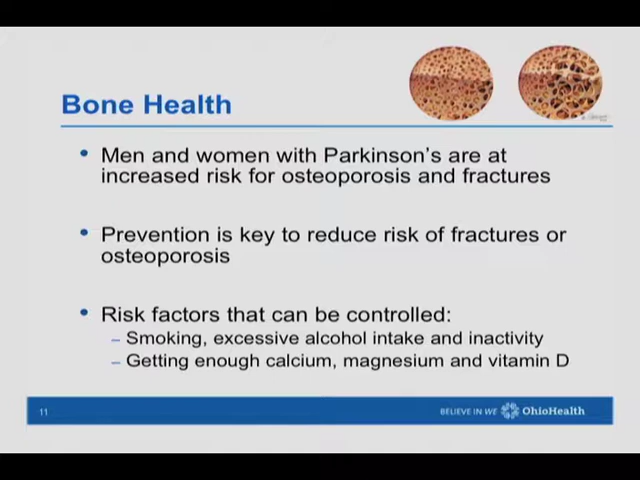 Bone Health
• Men and women with Parkinson's are at
increased risk for osteoporosis and fractures
• Prevention is key to reduce risk of fractures or
osteoporosis
• Risk factors that can be controlled:
– Smoking, excessive alcohol intake and inactivity
– Getting enough calcium, magnesium and vitamin D
11
BELIEVE IN WE OhioHealth